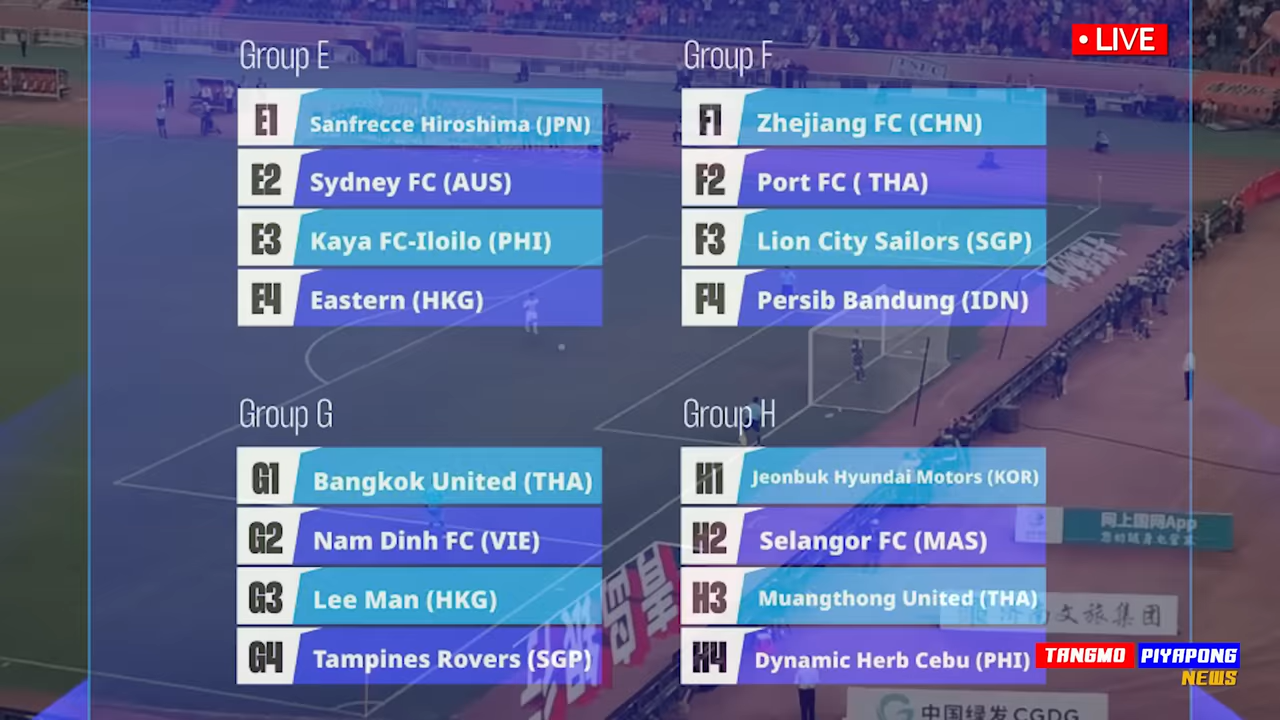 • LIVE
Group E
E1 Sanfrecce Hiroshima (JPN)
E2 Sydney FC (AUS)
E3 Kaya FC-Iloilo (PHI)
E4 Eastern (HKG)
Group F
F1 Zhejiang FC (CHN)
F2 Port FC ( THA)
F3 Lion City Sailors (SGP)
F4 Persib Bandung (IDN)
Group G
G1 Bangkok United (THA)
G2 Nam Dinh FC (VIE)
G3 Lee Man (HKG)
G4 Tampines Rovers (SGP)
Group H
H1 Jeonbuk Hyundai Motors (KOR)
H2 Selangor FC (MAS)
H3 Muangthong United (THA)
H4 Dynamic Herb Cebu (PHI)
网上国网App
文旅集团
中国绿发 CGDG
TANGMO PIYAPONG
NEWS